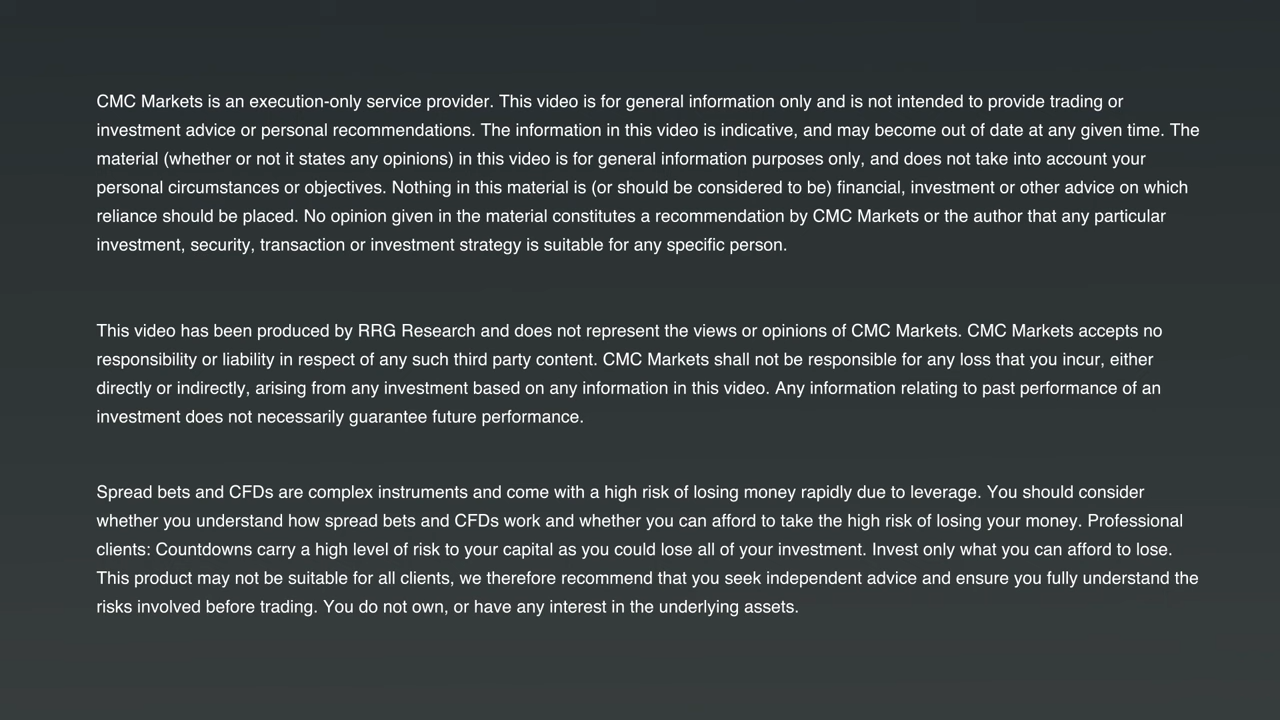 CMC Markets is an execution-only service provider. This video is for general information only and is not intended to provide trading or
investment advice or personal recommendations. The information in this video is indicative, and may become out of date at any given time. The
material (whether or not it states any opinions) in this video is for general information purposes only, and does not take into account your
personal circumstances or objectives. Nothing in this material is (or should be considered to be) financial, investment or other advice on which
reliance should be placed. No opinion given in the material constitutes a recommendation by CMC Markets or the author that any particular
investment, security, transaction or investment strategy is suitable for any specific person.
This video has been produced by RRG Research and does not represent the views or opinions of CMC Markets. CMC Markets accepts no
responsibility or liability in respect of any such third party content. CMC Markets shall not be responsible for any loss that you incur, either
directly or indirectly, arising from any investment based on any information in this video. Any information relating to past performance of an
investment does not necessarily guarantee future performance.
Spread bets and CFDs are complex instruments and come with a high risk of losing money rapidly due to leverage. You should consider
whether you understand how spread bets and CFDs work and whether you can afford to take the high risk of losing your money. Professional
clients: Countdowns carry a high level of risk to your capital as you could lose all of your investment. Invest only what you can afford to lose.
This product may not be suitable for all clients, we therefore recommend that you seek independent advice and ensure you fully understand the
risks involved before trading. You do not own, or have any interest in the underlying assets.